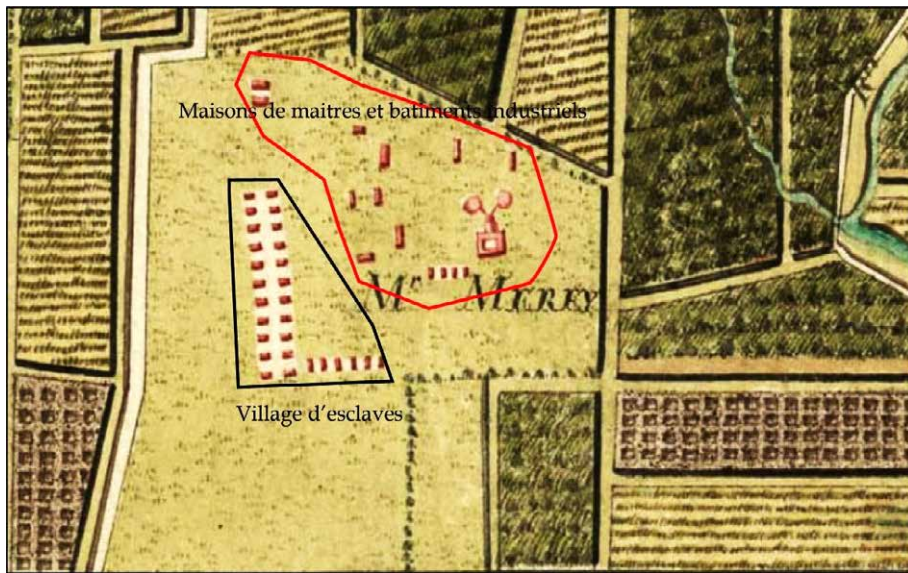 Maisons de maitres et batiments industriels
Mr MEREY
Village d'esclaves